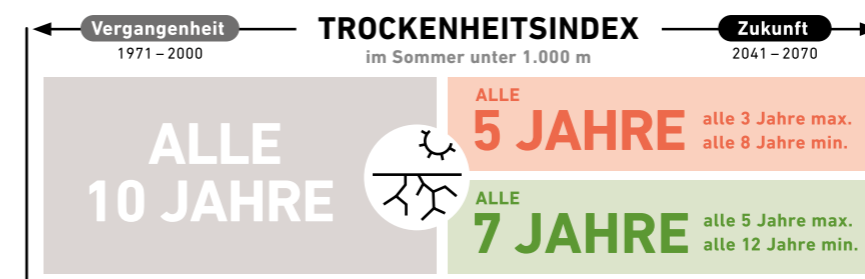 Vergangenheit
1971 – 2000
TROCKENHEITSINDEX
im Sommer unter 1.000 m
Zukunft
2041 – 2070
ALLE
10 JAHRE
ALLE
5 JAHRE
alle 3 Jahre max.
alle 8 Jahre min.
ALLE
7 JAHRE
alle 5 Jahre max.
alle 12 Jahre min.